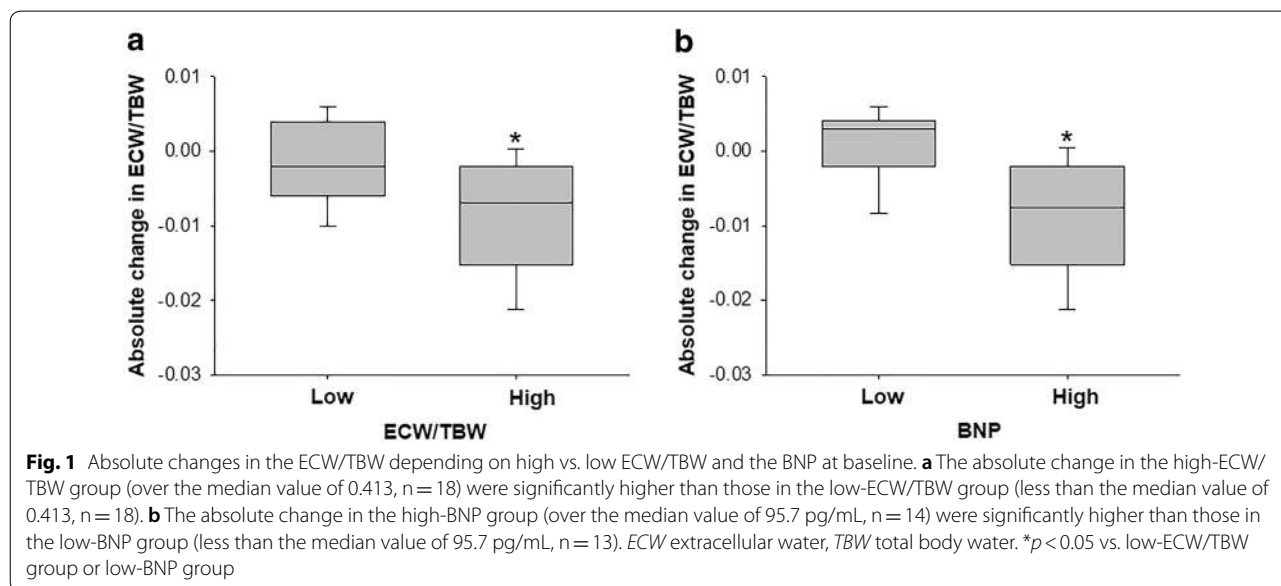 a
b
Absolute change in ECW/TBW
0.01
0.00
-0.01
-0.02
-0.03
*
Low
High
ECW/TBW
Absolute change in ECW/TBW
0.01
0.00
-0.01
-0.02
-0.03
*
Low
High
BNP
Fig. 1 Absolute changes in the ECW/TBW depending on high vs. low ECW/TBW and the BNP at baseline. a The absolute change in the high-ECW/
TBW group (over the median value of 0.413, n = 18) were significantly higher than those in the low-ECW/TBW group (less than the median value of
0.413, n = 18). b The absolute change in the high-BNP group (over the median value of 95.7 pg/mL, n = 14) were significantly higher than those in
the low-BNP group (less than the median value of 95.7 pg/mL, n = 13). ECW extracellular water, TBW total body water. *p < 0.05 vs. low-ECW/TBW
group or low-BNP group